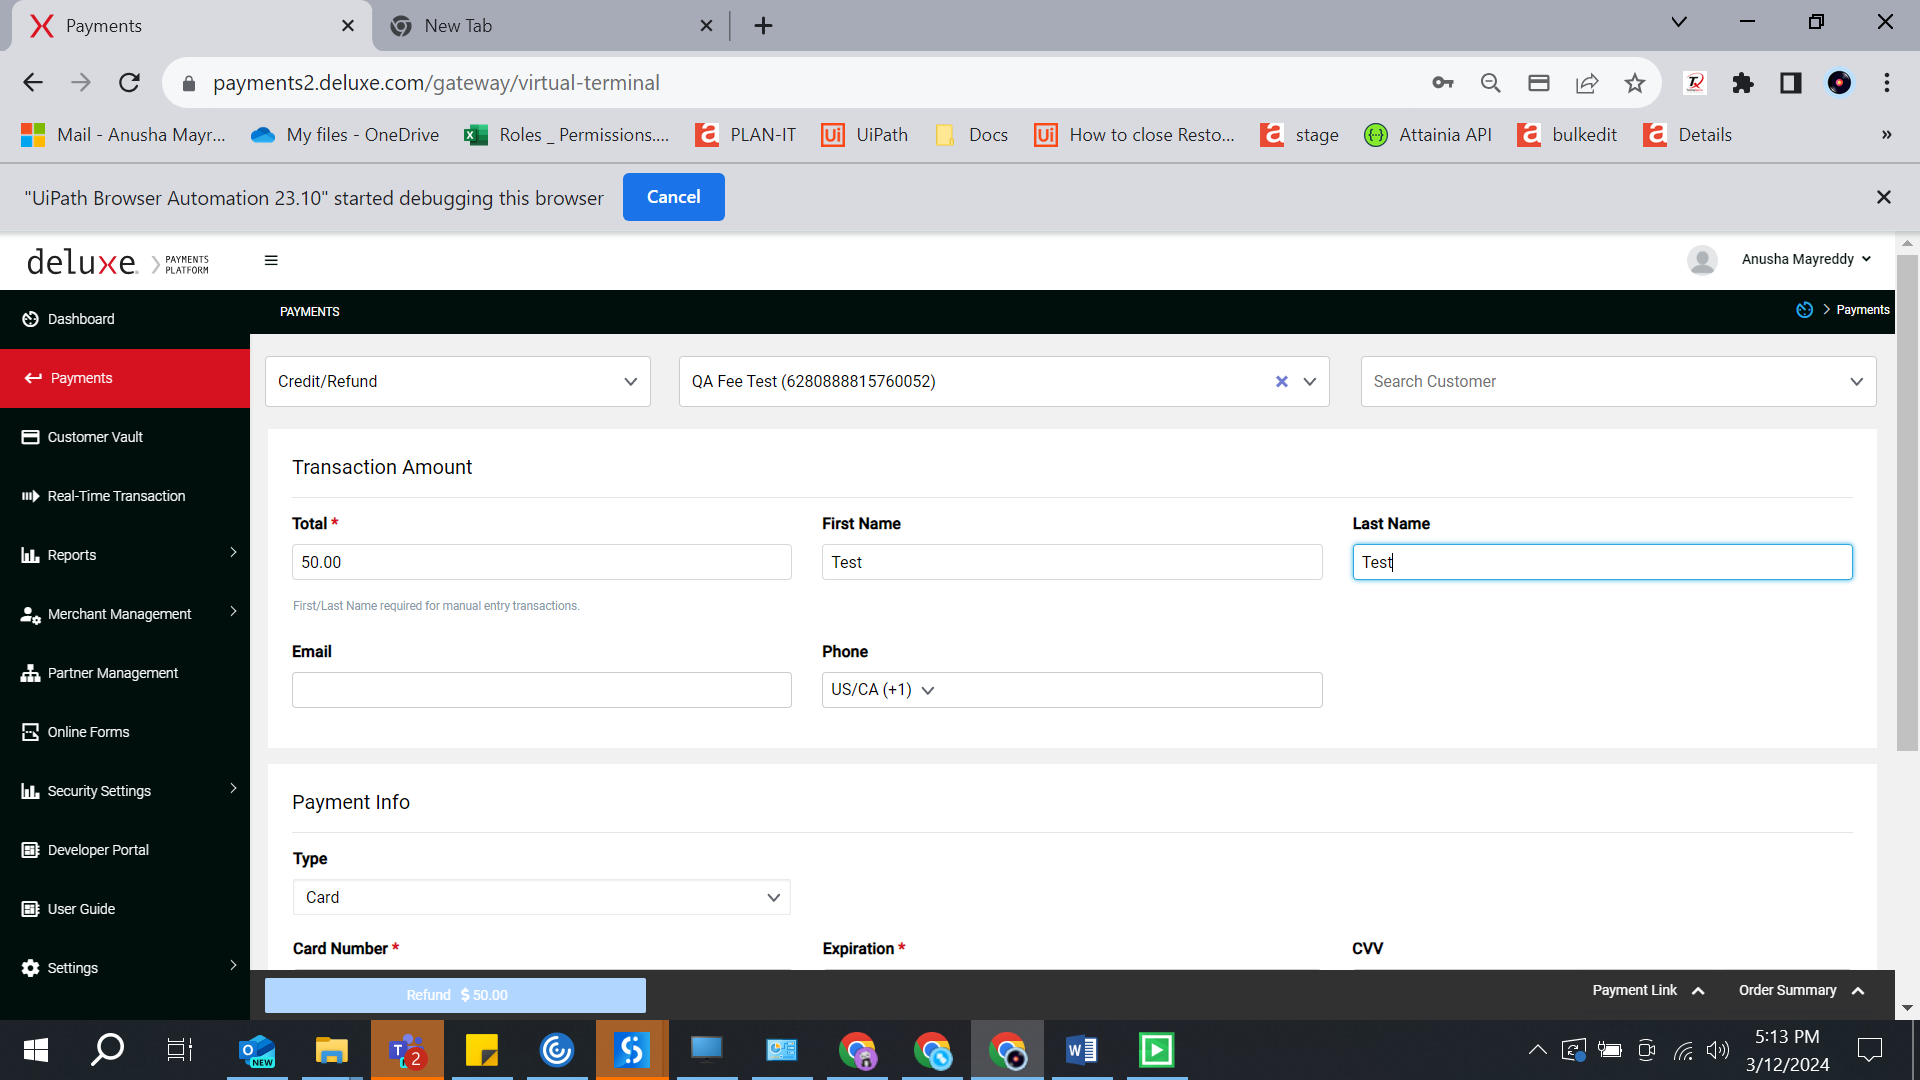 Payments
New Tab
payments2.deluxe.com/gateway/virtual-terminal
Mail - Anusha Mayr...
My files - OneDrive
Roles _ Permissions....
PLAN-IT
UiPath
Docs
How to close Resto...
stage
Attainia API
bulkedit
Details
»
"UiPath Browser Automation 23.10" started debugging this browser
Cancel
deluxe.
PAYMENTS
PLATFORM
Anusha Mayreddy
Dashboard
PAYMENTS
Payments
Payments
Credit/Refund
QA Fee Test (6280888815760052)
Search Customer
Customer Vault
Real-Time Transaction
Reports
Merchant Management
Partner Management
Online Forms
Security Settings
Developer Portal
User Guide
Settings
Transaction Amount
Total *
First Name
Last Name
50.00
Test
Test
First/Last Name required for manual entry transactions.
Email
Phone
US/CA (+1)
Payment Info
Type
Card
Card Number *
Expiration *
CVV
Refund $ 50.00
Payment Link
Order Summary
NEW
2
5:13 PM
3/12/2024